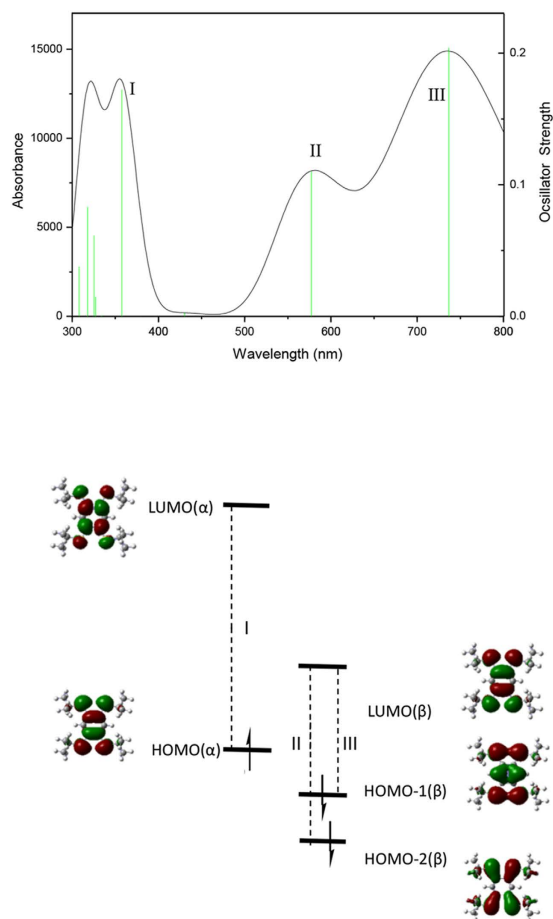 15000
10000
5000
0
Absorbance
I
II
III
0.2
0.1
0.0
Ocsillator Strength
300 400 500 600 700 800
Wavelength (nm)
LUMO(α)
I
LUMO(β)
HOMO(α)
II
III
HOMO-1(β)
HOMO-2(β)